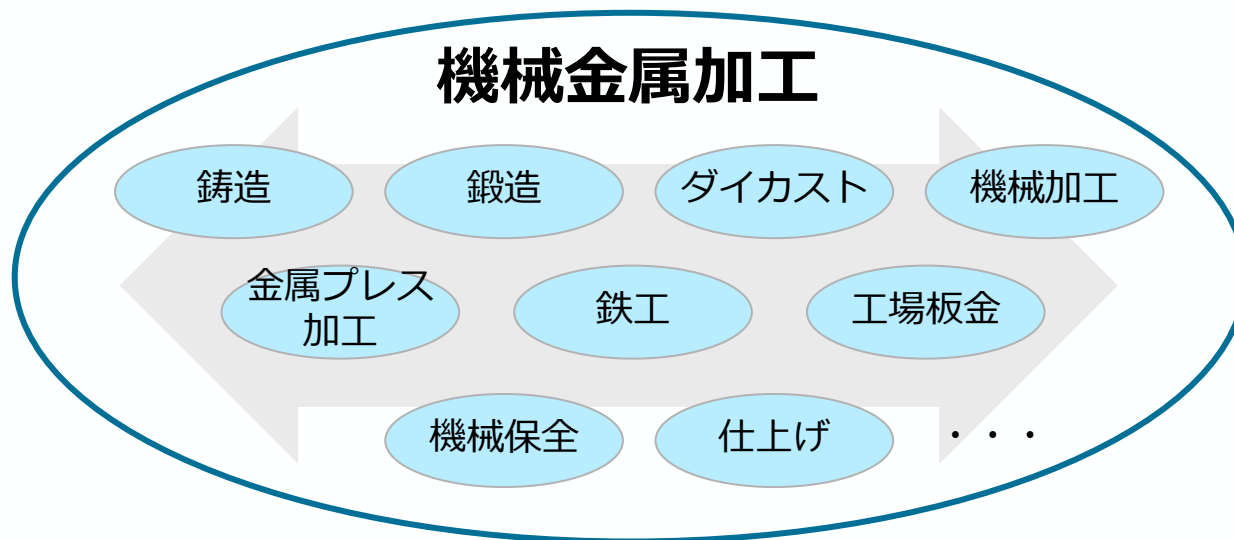 機械金属加工
鋳造
鍛造
ダイカスト
機械加工
金属プレス
加工
鉄工
工場板金
機械保全
仕上げ
・・・